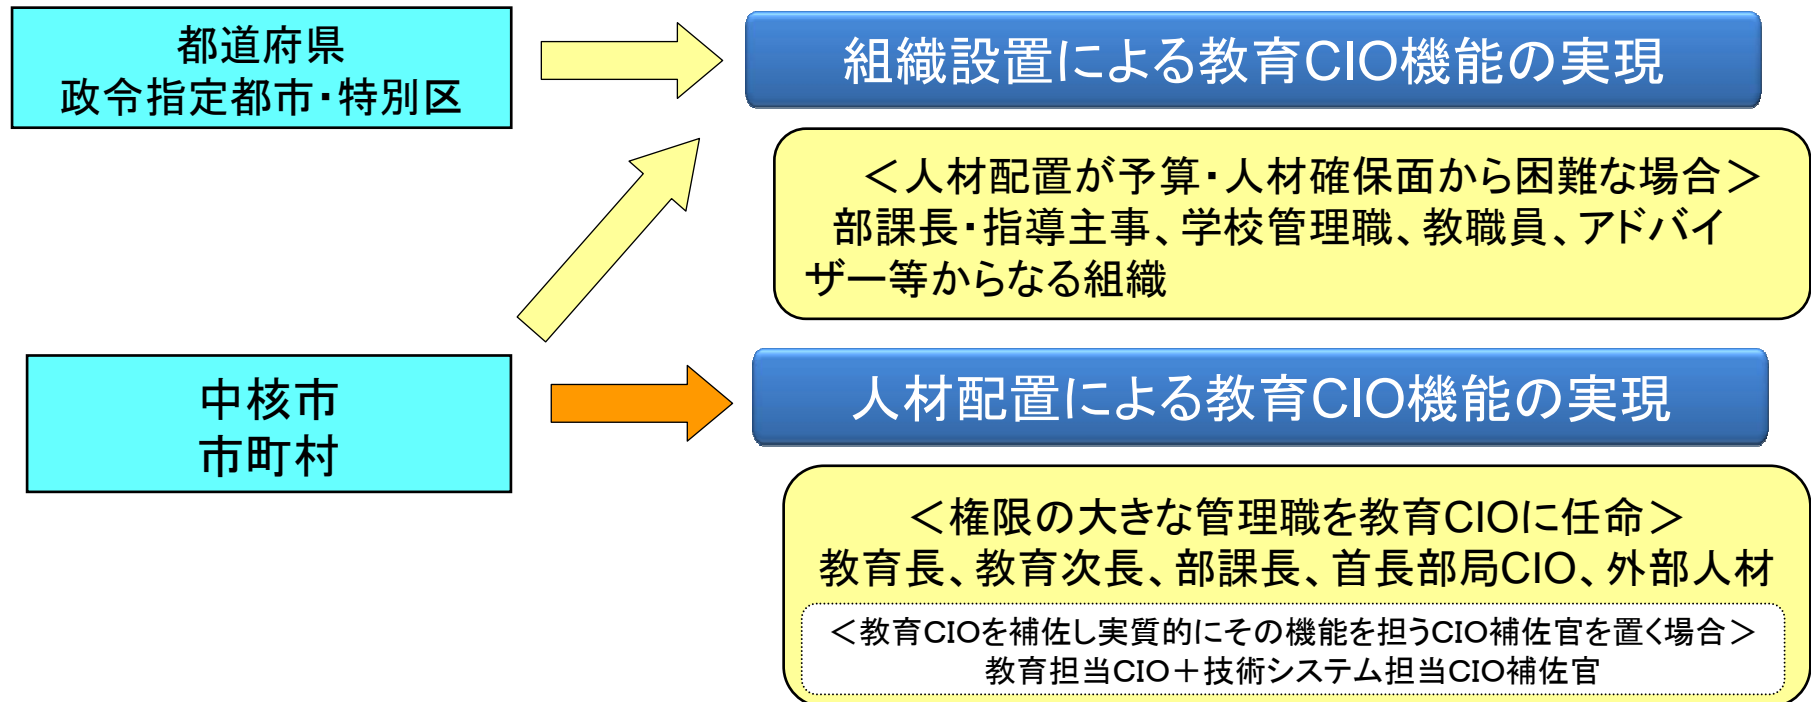 都道府県
政令指定都市・特別区
組織設置による教育CIO機能の実現
＜人材配置が予算・人材確保面から困難な場合＞
部課長・指導主事、学校管理職、教職員、アドバイ
ザー等からなる組織
中核市
市町村
人材配置による教育CIO機能の実現
＜権限の大きな管理職を教育CIOに任命＞
教育長、教育次長、部課長、首長部局CIO、外部人材
＜教育CIOを補佐し実質的にその機能を担うCIO補佐官を置く場合＞
教育担当CIO＋技術システム担当CIO補佐官